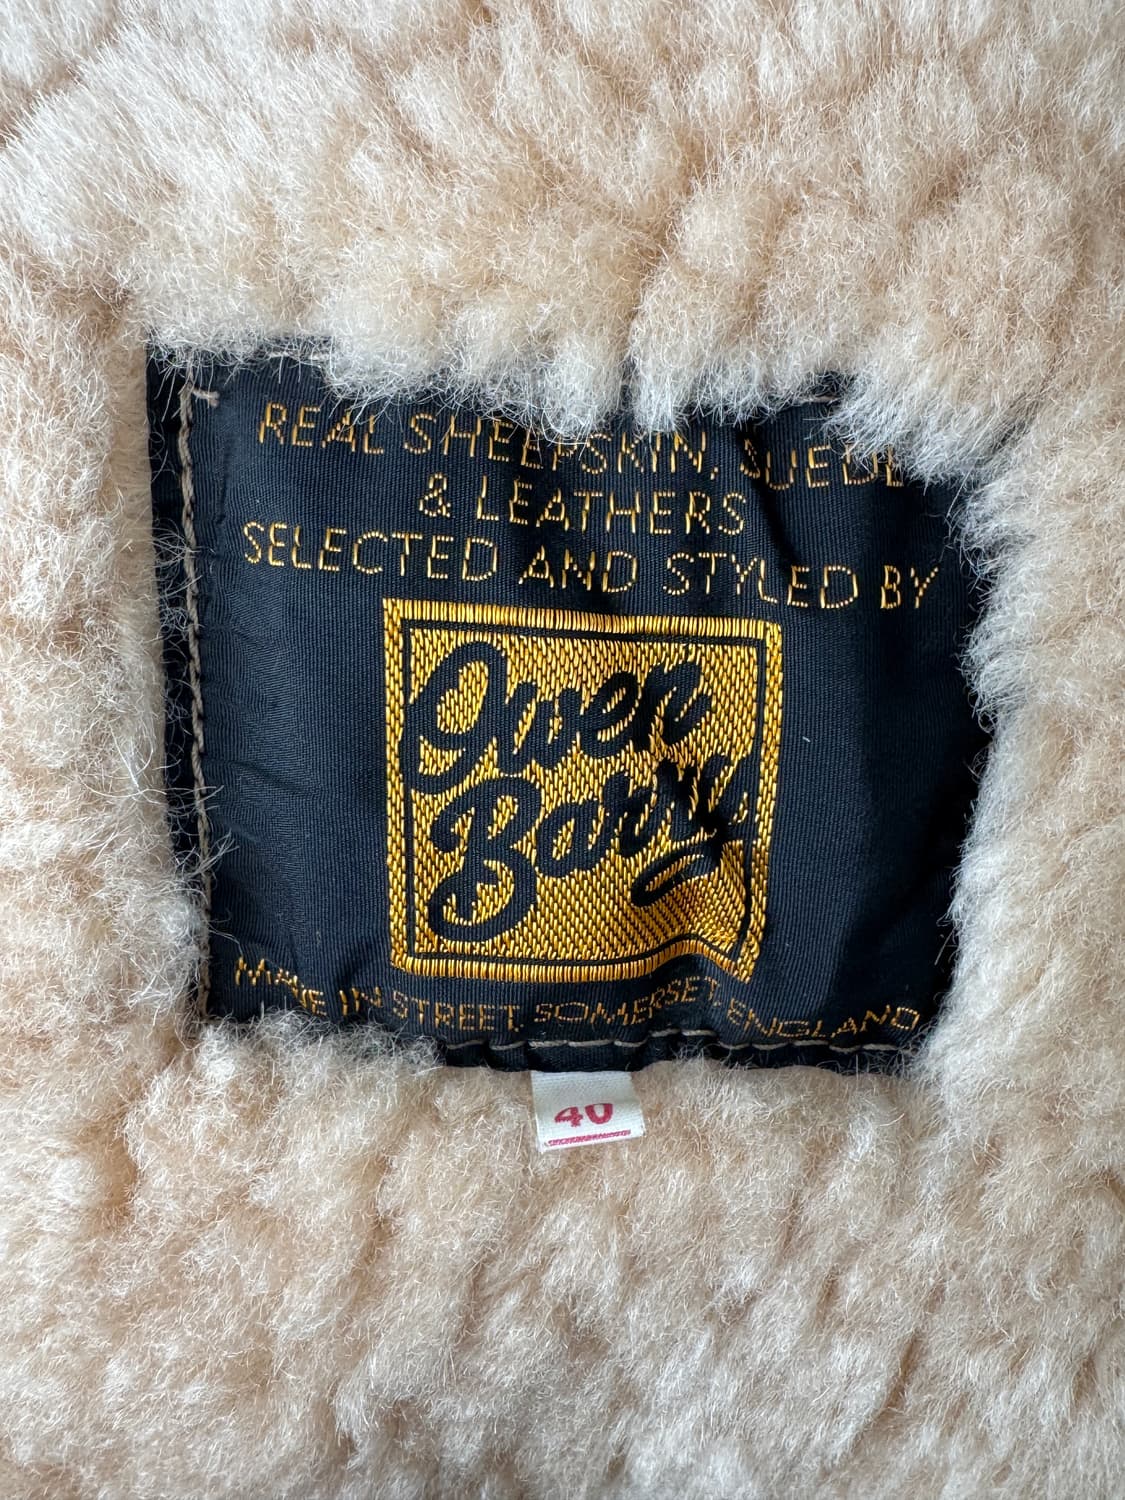 REAL SHEEPSKIN, SUEDE
& LEATHERS
SELECTED AND STYLED BY
Owen
Barry
MADE IN STREET, SOMERSET, ENGLAND
40